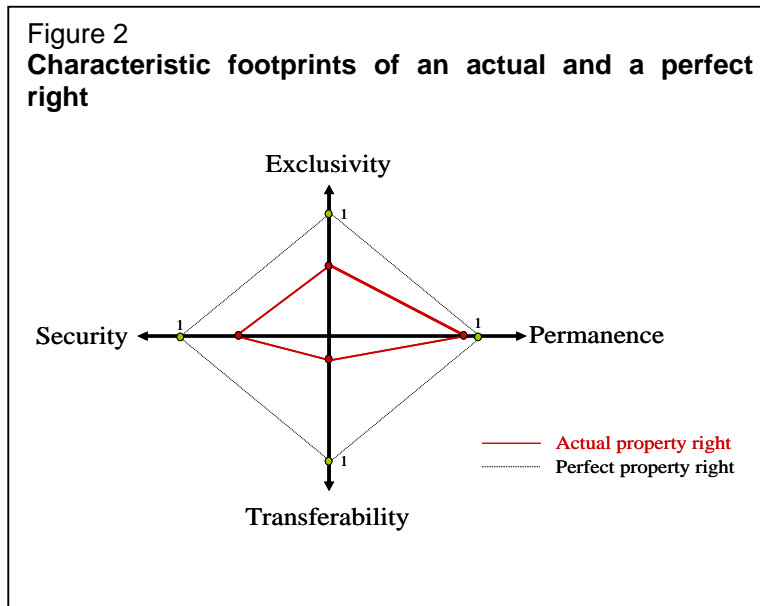 Figure 2
Characteristic footprints of an actual and a perfect
right
Exclusivity
1
Security
1
1
Permanence
1
Transferability
Actual property right
Perfect property right